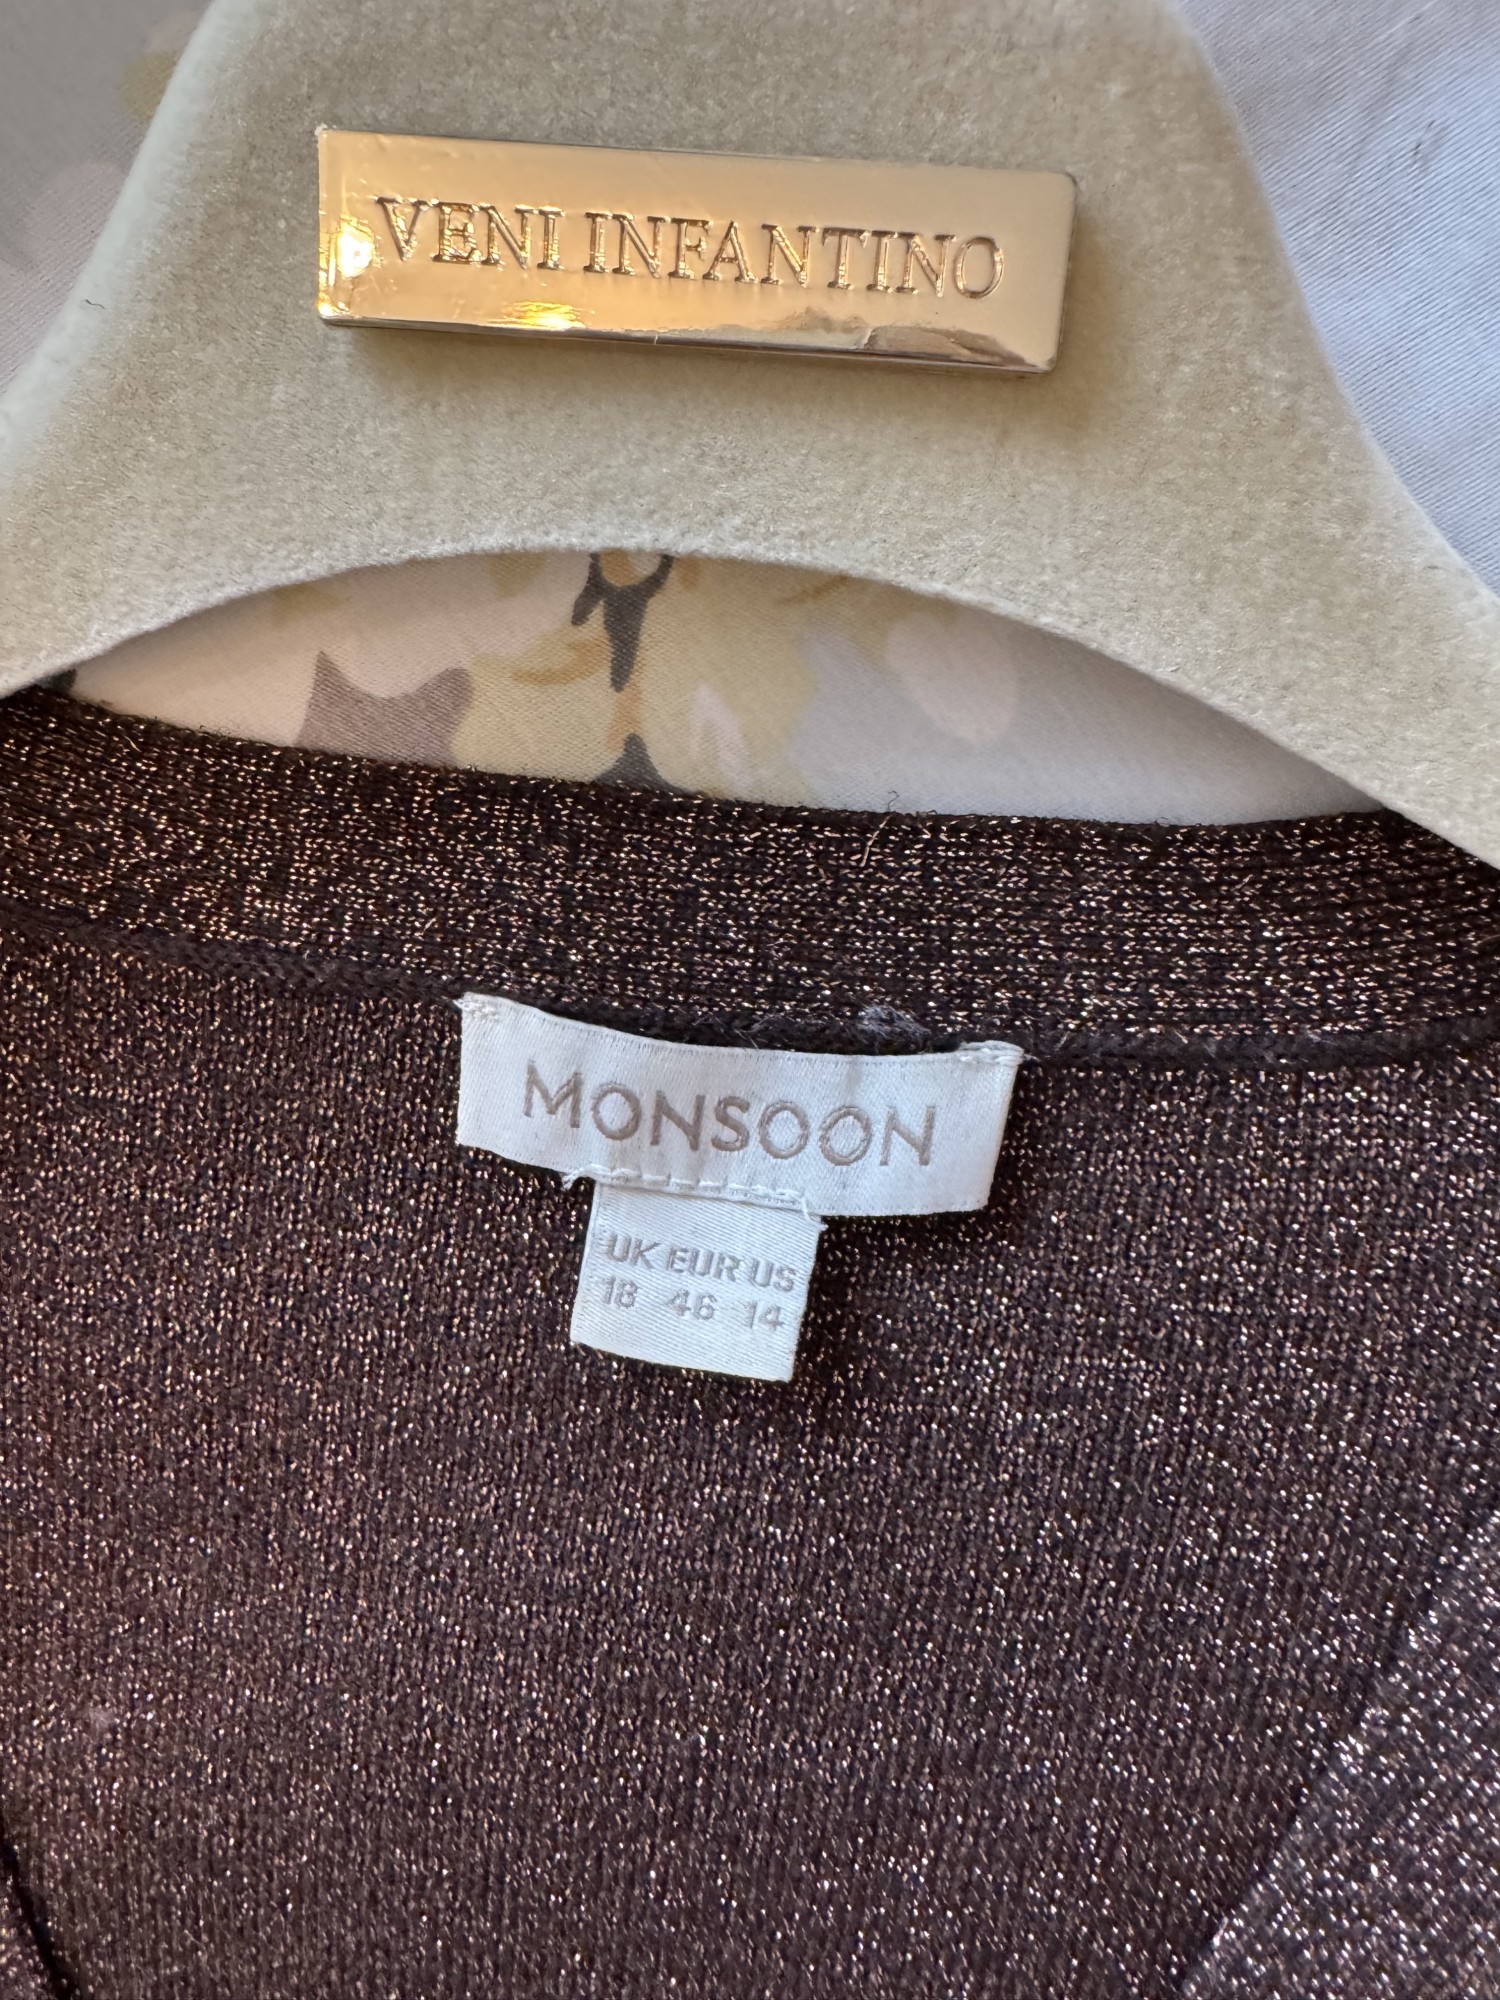 VENI INFANTINO
MONSOON
UK EUR US
18 46 14